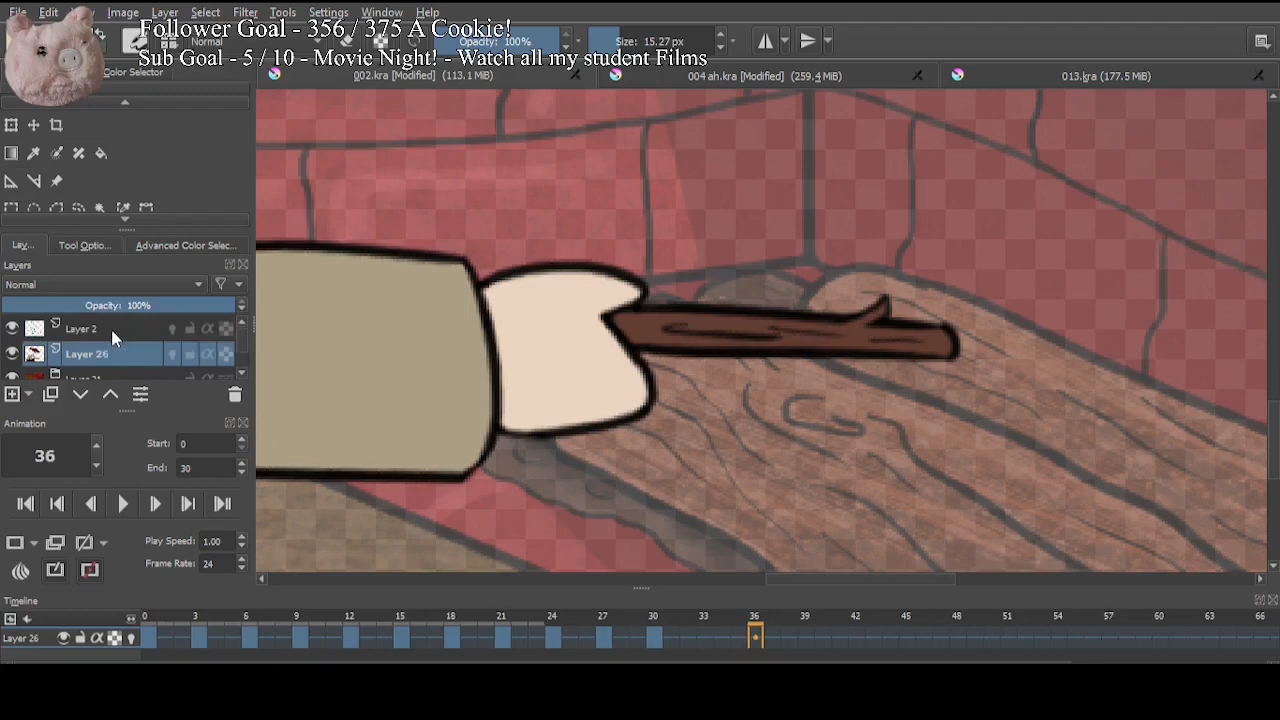 File Edit Image Layer Select Filter Tools Settings Window Help
Follower Goal - 356 / 375 A Cookie!
Normal Opacity: 100% Size: 15.27 px
Sub Goal - 5 / 10 - Movie Night! - Watch all my student Films
Color Selector 002.kra [Modified] (113.1 MiB) 004 ah.kra [Modified] (259.4 MiB) 013.kra (177.5 MiB)
Lay... Tool Optio... Advanced Color Selec...
Layers
Normal
Opacity: 100%
Layer 2
Layer 26
Animation
36 Start: 0
End: 30
Play Speed: 1.00
Frame Rate: 24
Timeline
0 3 6 9 12 15 18 21 24 27 30 33 36 39 42 45 48 51 54 57 60 63 66
Layer 26